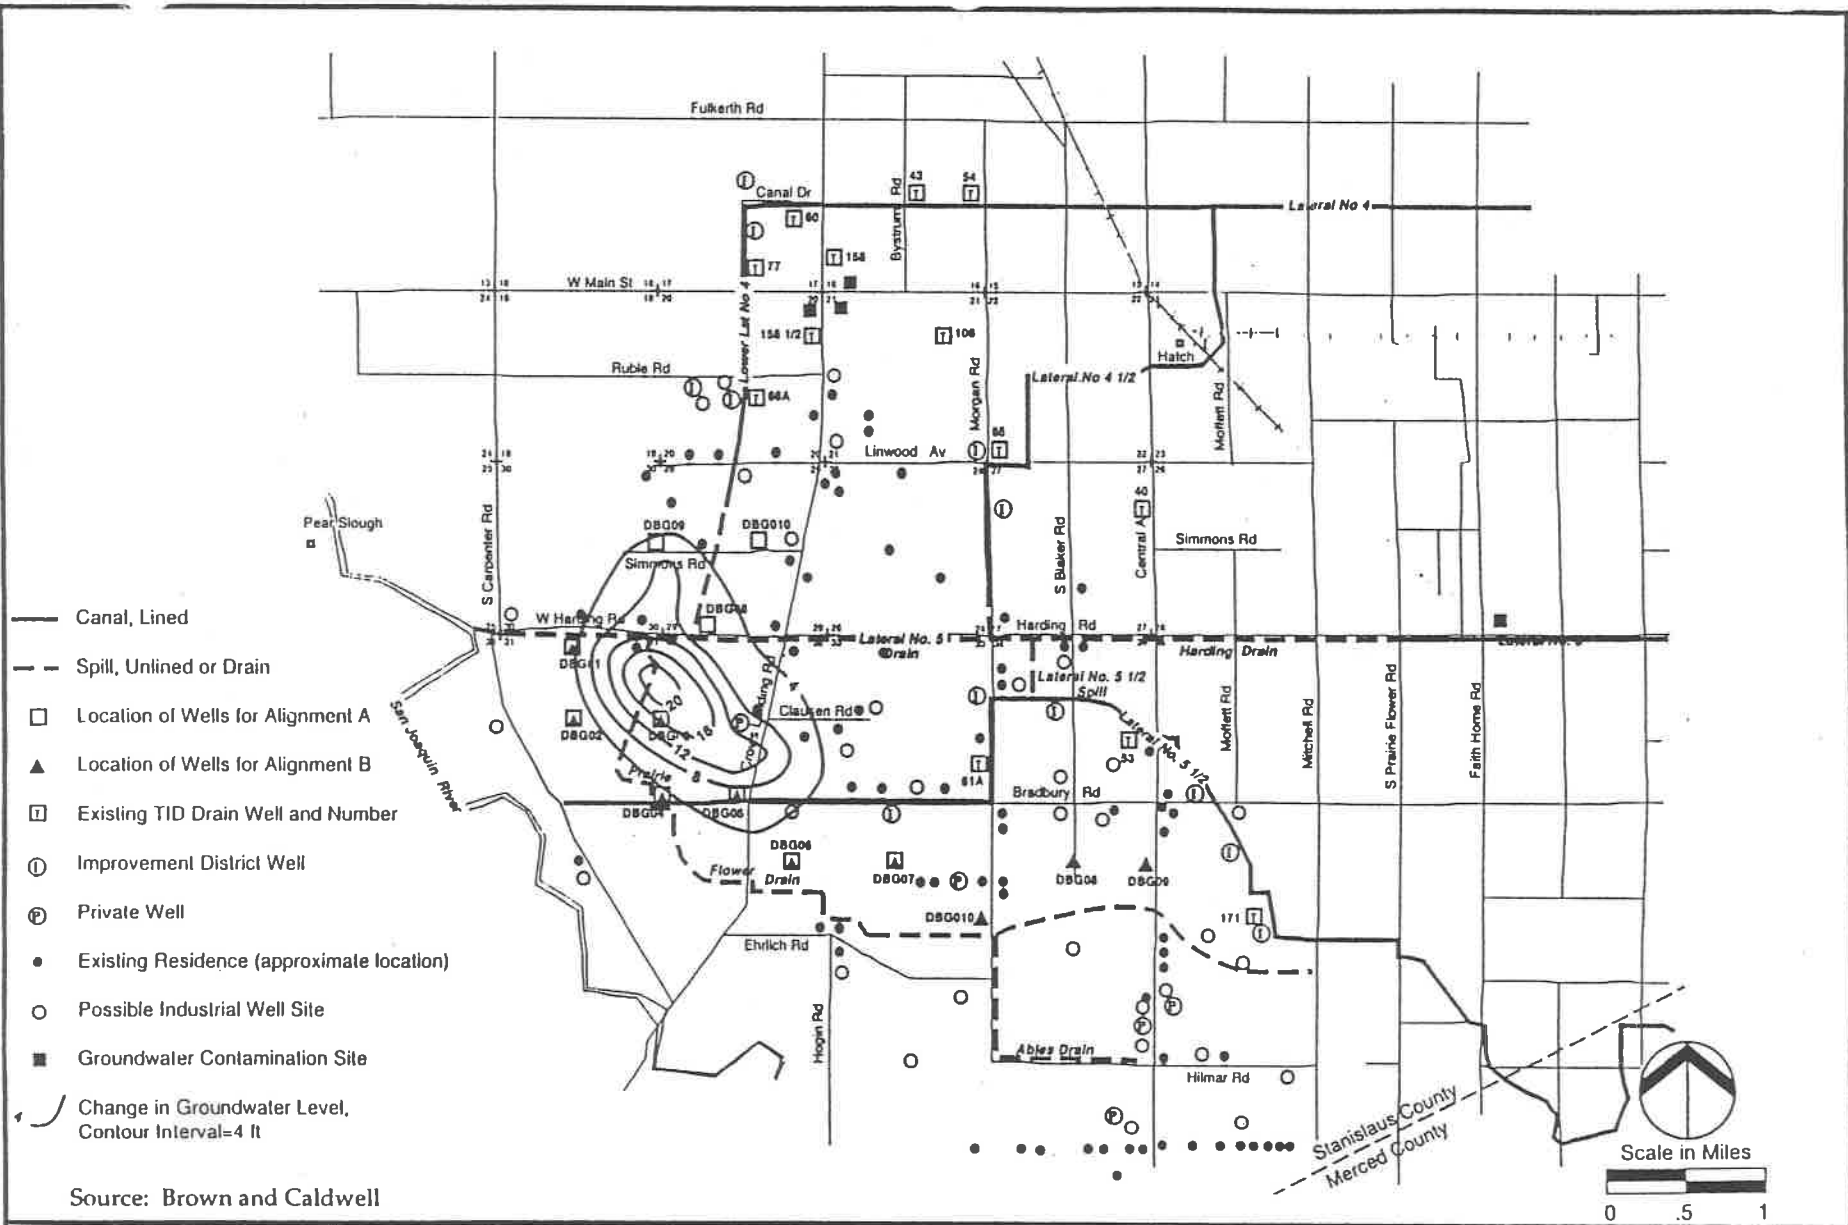 Fulkerth Rd
43
54
Bystrum Rd
Canal Dr
60
Lateral No 4
158
77
W Main St
Lower Lat No 4
158 1/2
106
Hatch
Ruble Rd
Lateral No 4 1/2
Morgan Rd
Moffett Rd
66A
55
Linwood Av
40
Pear Slough
S Carpenter Rd
DBG09
DBG010
S Blaker Rd
Simmons Rd
Simmons Rd
W Harding Rd
Harding Rd
Lateral No. 5
Drain
Harding Drain
DBG01
Lateral No. 5 1/2
Spill
4
20
16
12
8
Clausen Rd
San Joaquin River
DBG02
Lateral No. 5 1/2
53
Moffett Rd
Mitchell Rd
S Prairie Flower Rd
Faith Home Rd
Prairie
61A
Bradbury Rd
DBG04
DBG05
DBG06
Flower
Drain
DBG07
DBG08
DBG09
DBG010
171
Ehrlich Rd
Hogin Rd
Ables Drain
Hilmar Rd
Stanislaus County
Merced County
Canal, Lined
Spill, Unlined or Drain
Location of Wells for Alignment A
Location of Wells for Alignment B
Existing TID Drain Well and Number
Improvement District Well
Private Well
Existing Residence (approximate location)
Possible Industrial Well Site
Groundwater Contamination Site
Change in Groundwater Level,
Contour Interval=4 ft
Source: Brown and Caldwell
Scale in Miles
0 .5 1